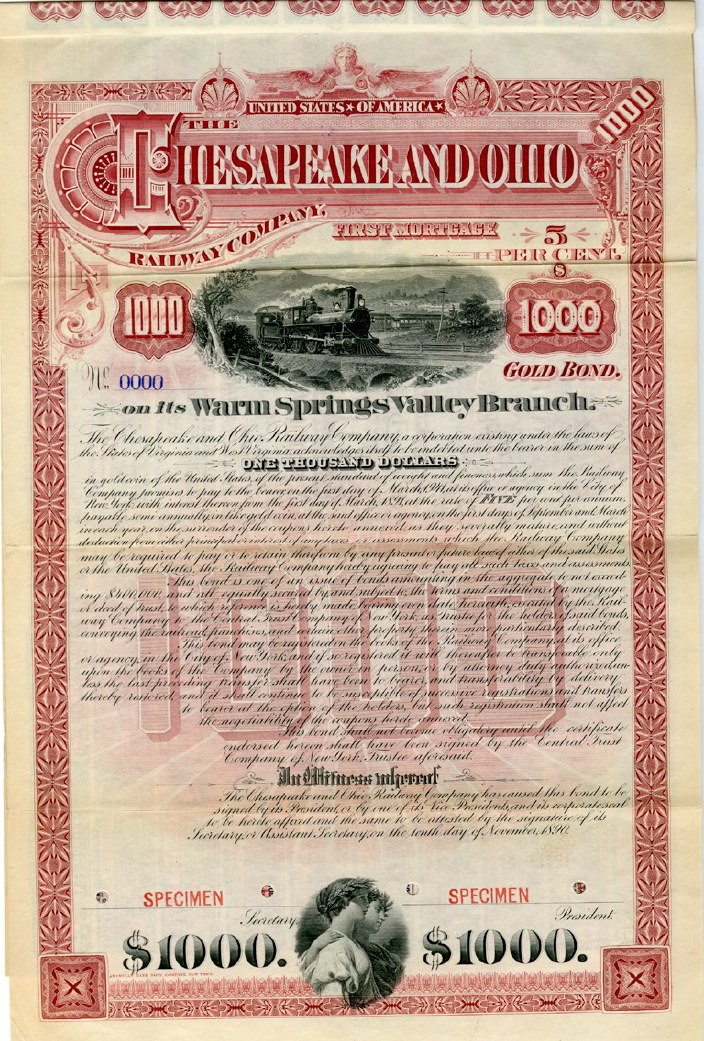 UNITED STATES ★ OF AMERICA ★
THE
CHESAPEAKE AND OHIO
1000
RAILWAY COMPANY.
FIRST MORTGAGE
5
PER CENT.
$
1000
1000
GOLD BOND.
No. 0000
on its Warm Springs Valley Branch.
The Chesapeake and Ohio Railway Company, a corporation existing under the laws of
the States of Virginia and West Virginia acknowledges itself to be indebted unto the bearer in the sum of
ONE THOUSAND DOLLARS
in gold coin of the United States, of the present standard of weight and fineness, which sum the Railway
Company promises to pay to the bearer on the first day of March, 1941, at its office or agency in the City of
New York, with interest thereon from the first day of March, 1891, at the rate of FIVE per cent per annum,
payable semi-annually, in like gold coin, at the said office or agency, on the first days of September and March
in each year, on the surrender of the coupons hereto annexed as they severally mature, and without
deduction from either principal or interest of any taxes or assessments which the Railway Company
may be required to pay or to retain therefrom by any present or future laws of either of the said States
or the United States, the Railway Company hereby agreeing to pay all such taxes and assessments.
This bond is one of an issue of bonds amounting in the aggregate to not exceed-
ing $400,000, and all equally secured by and subject to the terms and conditions of a mortgage
or deed of trust, to which reference is hereby made, of even date herewith, executed by the Rail-
way Company to the Central Trust Company of New York, as Trustee for the holders of said bonds,
conveying the railroad, franchises, and certain other property therein more particularly described.
This bond may be registered on the books of the Railway Company, at its office
or agency, in the City of New York, and if so registered it will thereafter be transferable only
upon the books of the Company by the owner in person, or by attorney duly authorized, un-
less the last preceding transfer shall have been to bearer, and transferability by delivery
thereby restored, and it shall continue to be susceptible of successive registrations and transfers
to bearer at the option of the holders, but such registration shall not affect
the negotiability of the coupons hereto annexed.
This bond shall not become obligatory until the certificate
endorsed hereon shall have been signed by the Central Trust
Company of New York, Trustee aforesaid.
In Witness whereof
The Chesapeake and Ohio Railway Company has caused this bond to be
signed by its President, or by one of its Vice Presidents, and its corporate seal
to be hereto affixed and the same to be attested by the signature of its
Secretary, or Assistant Secretary, on the tenth day of November, 1890.
SPECIMEN
SPECIMEN
Secretary.
President.
$1000.
$1000.
AMERICAN BANK NOTE COMPANY, NEW YORK.